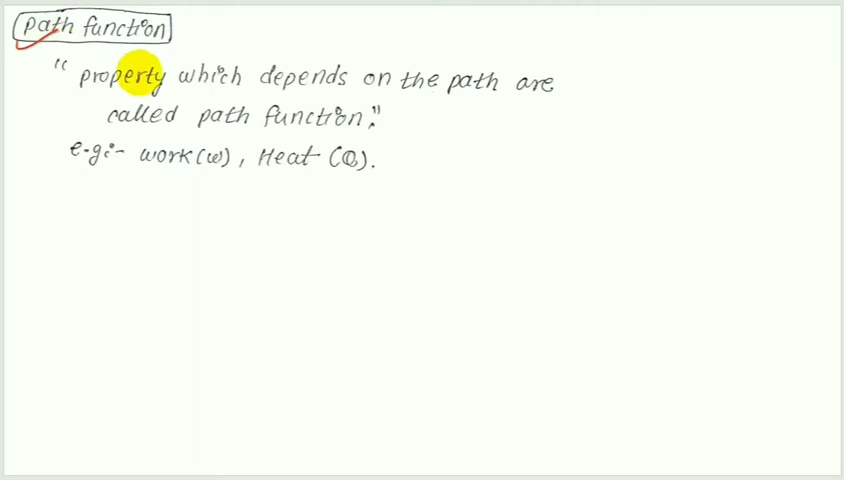 path function
" property which depends on the path are
called path function."
e.g:- work(w), Heat (Q).